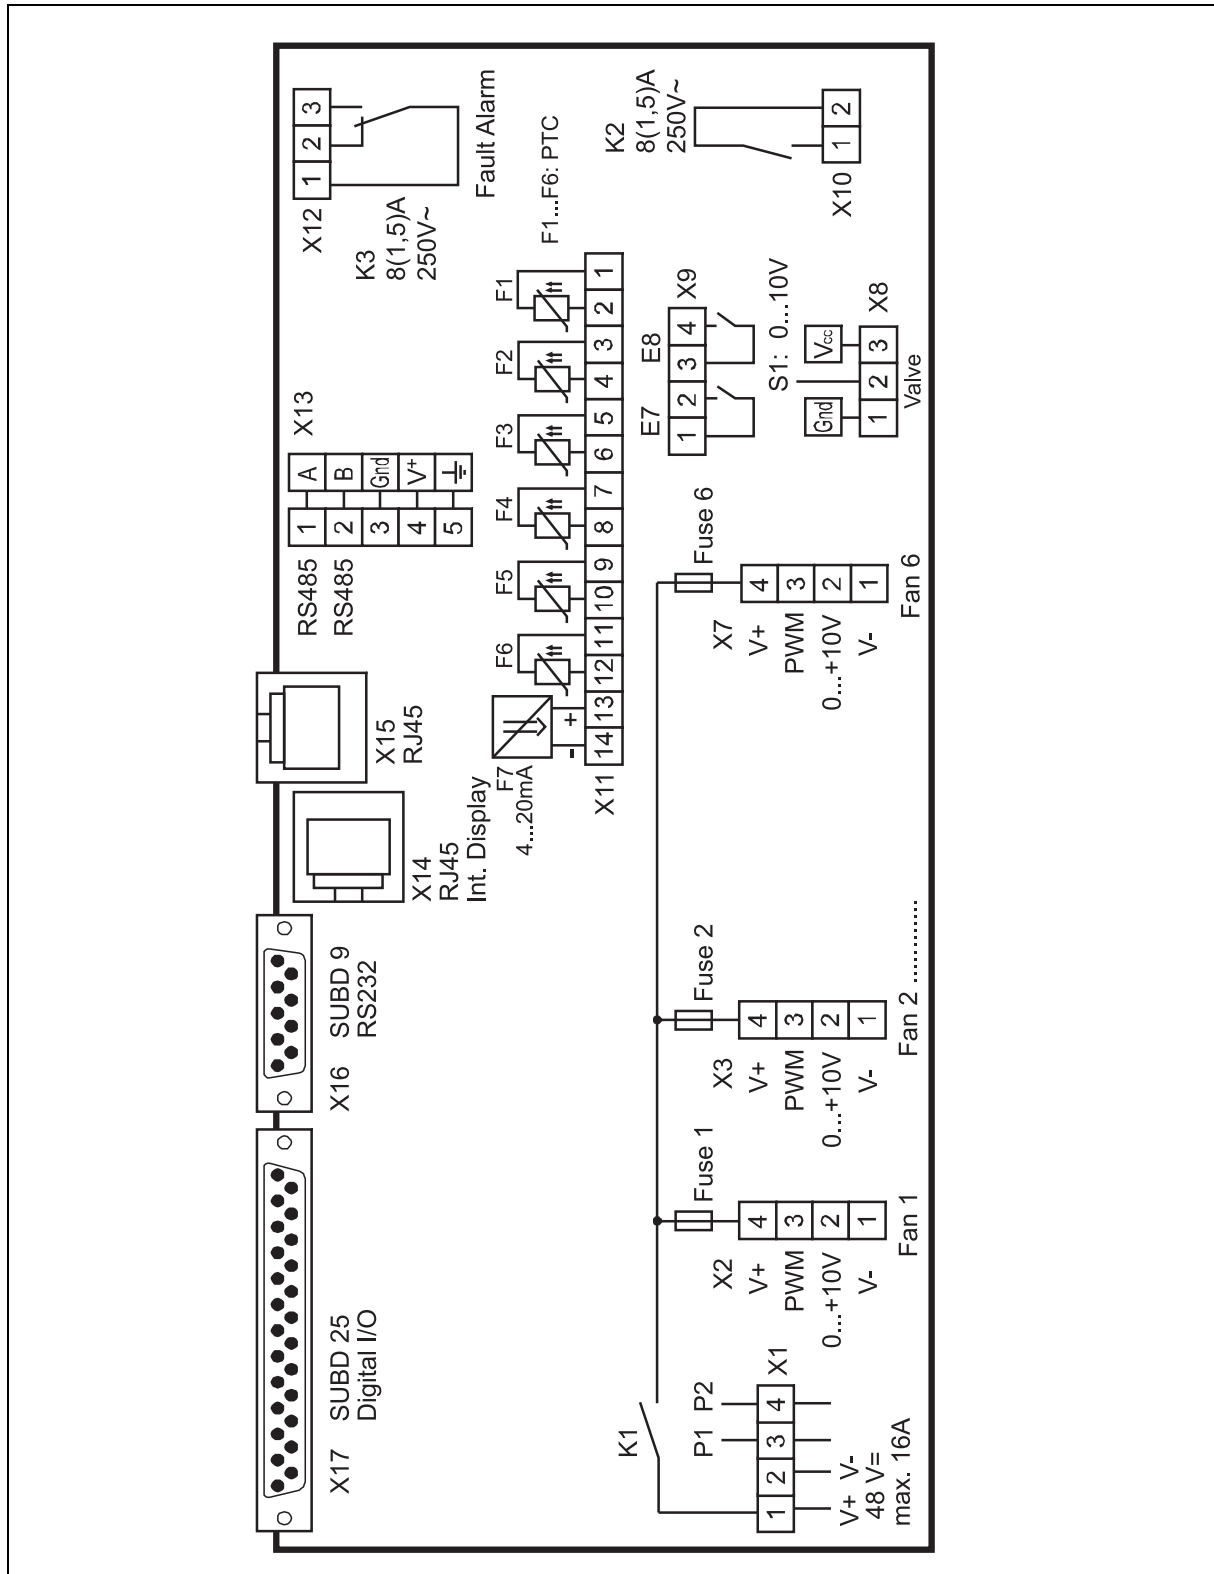 X17
SUBD 25
Digital I/O
X16
SUBD 9
RS232
X14
RJ45
Int. Display
X15
RJ45
RS485
RS485
1 2 3 4 5
A B Gnd V+
X13
X12
1 2 3
K3
8(1,5)A
250V~
Fault Alarm
F7
4...20mA
- +
F6
F5
F4
F3
F2
F1
F1...F6: PTC
X11
14 13 12 11 10 9 8 7 6 5 4 3 2 1
K2
8(1,5)A
250V~
X10
1 2
E7
E8
1 2 3 4
X9
S1: 0...10V
Gnd
Vcc
1 2 3
X8
Valve
K1
P1
P2
1 2 3 4
X1
V+ V-
48 V=
max. 16A
Fuse 1
X2
V+
PWM
0...+10V
V-
4
3
2
1
Fan 1
Fuse 2
X3
V+
PWM
0...+10V
V-
4
3
2
1
Fan 2 ............
Fuse 6
X7
V+
PWM
0...+10V
V-
4
3
2
1
Fan 6